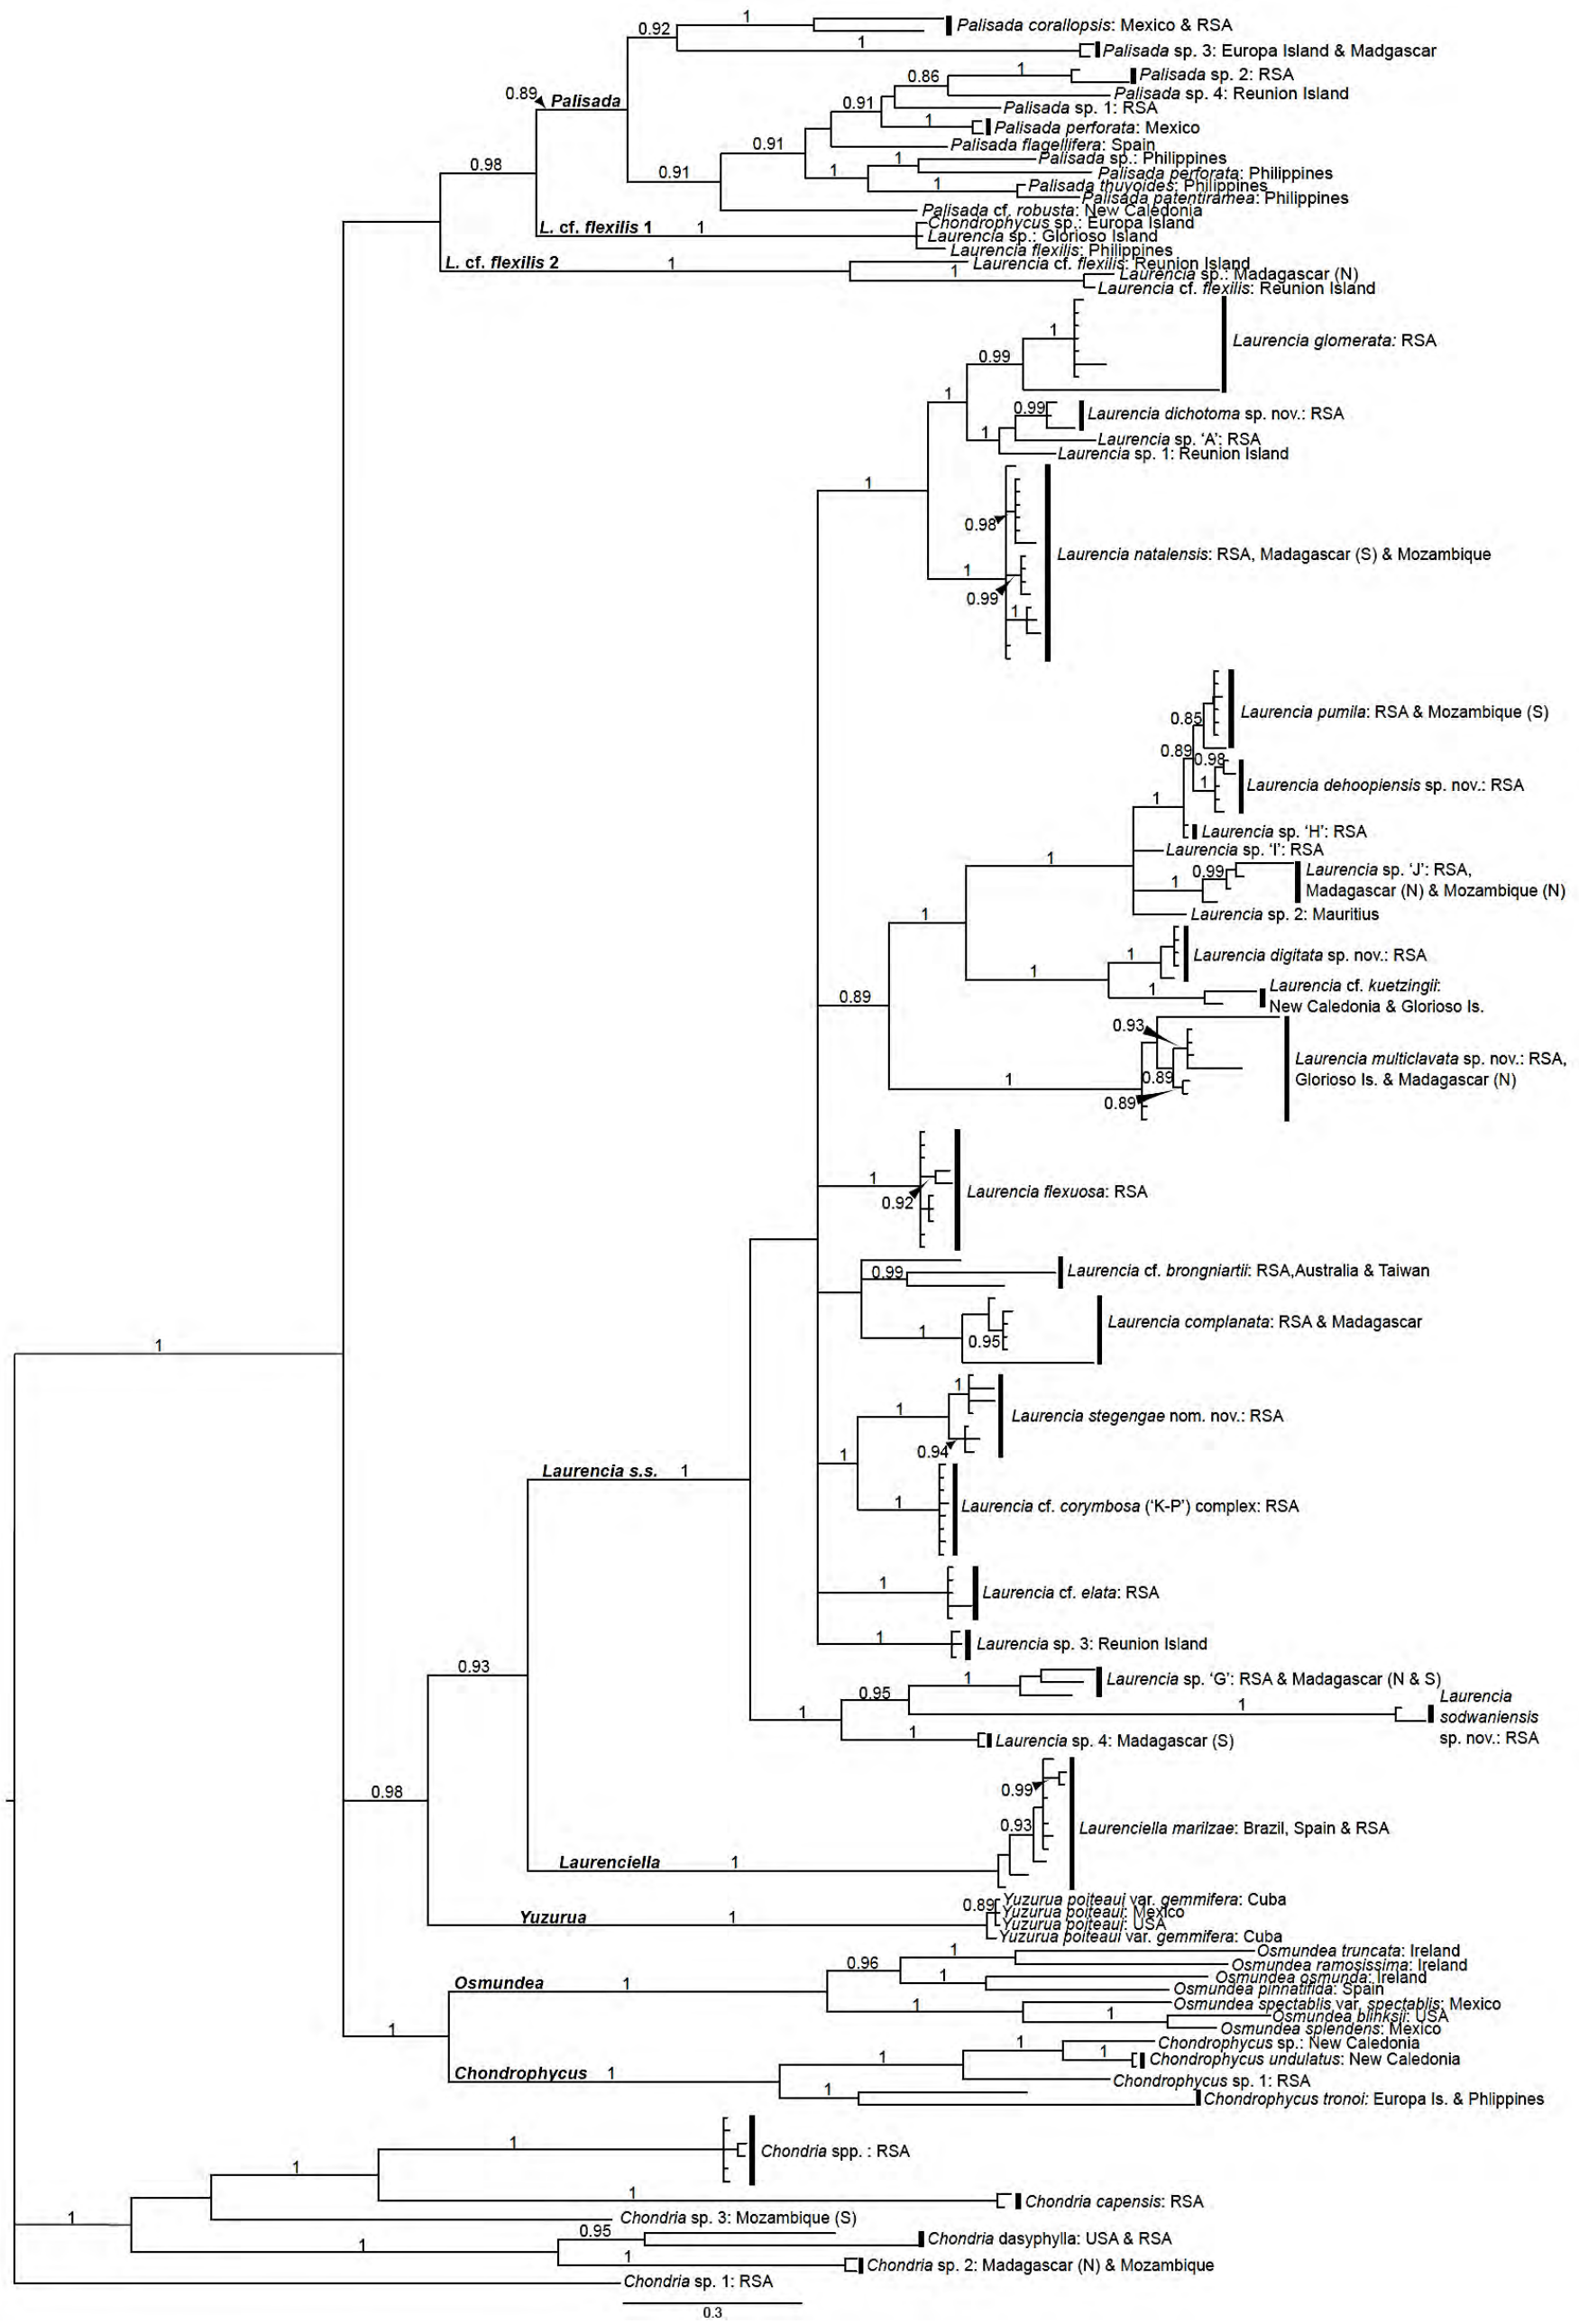 1
0.92
Palisada corallopsis: Mexico & RSA
1
Palisada sp. 3: Europa Island & Madgascar
0.86
1
Palisada sp. 2: RSA
0.89
Palisada
Palisada sp. 4: Reunion Island
0.91
Palisada sp. 1: RSA
1
Palisada perforata: Mexico
0.91
Palisada flagellifera: Spain
1
Palisada sp.: Philippines
0.98
0.91
1
Palisada perforata: Philippines
1
Palisada thuyoides: Philippines
Palisada patentiramea: Philippines
Palisada cf. robusta: New Caledonia
Chondrophycus sp.: Europa Island
L. cf. flexilis 1
1
Laurencia sp.: Glorioso Island
Laurencia flexilis: Philippines
L. cf. flexilis 2
1
Laurencia cf. flexilis: Reunion Island
1
Laurencia sp.: Madagascar (N)
Laurencia cf. flexilis: Reunion Island
1
Laurencia glomerata: RSA
0.99
1
0.99
Laurencia dichotoma sp. nov.: RSA
1
Laurencia sp. ‘A’: RSA
Laurencia sp. 1: Reunion Island
1
0.98
Laurencia natalensis: RSA, Madagascar (S) & Mozambique
1
0.99
1
Laurencia pumila: RSA & Mozambique (S)
0.85
0.89
0.98
1
Laurencia dehoopiensis sp. nov.: RSA
1
Laurencia sp. ‘H’: RSA
1
Laurencia sp. ‘I’: RSA
0.99
1
Laurencia sp. ‘J’: RSA,
Madagascar (N) & Mozambique (N)
1
Laurencia sp. 2: Mauritius
1
Laurencia digitata sp. nov.: RSA
1
1
Laurencia cf. kuetzingii:
New Caledonia & Glorioso Is.
0.89
0.93
Laurencia multiclavata sp. nov.: RSA,
Glorioso Is. & Madagascar (N)
1
0.89
0.89
1
0.92
Laurencia flexuosa: RSA
0.99
Laurencia cf. brongniartii: RSA,Australia & Taiwan
1
0.95
Laurencia complanata: RSA & Madagascar
1
1
1
Laurencia stegengae nom. nov.: RSA
0.94
1
Laurencia s.s.
1
1
Laurencia cf. corymbosa (‘K-P’) complex: RSA
1
Laurencia cf. elata: RSA
1
Laurencia sp. 3: Reunion Island
0.93
1
Laurencia sp. ‘G’: RSA & Madagascar (N & S)
0.95
1
Laurencia
sodwaniensis
sp. nov.: RSA
1
1
Laurencia sp. 4: Madagascar (S)
0.98
0.99
0.93
Laurenciella marilzae: Brazil, Spain & RSA
Laurenciella
1
0.89
Yuzurua poiteaui var. gemmifera: Cuba
Yuzurua poiteaui: Mexico
Yuzurua
1
Yuzurua poiteaui: USA
Yuzurua poiteaui var. gemmifera: Cuba
1
Osmundea truncata: Ireland
0.96
Osmundea ramosissima: Ireland
1
Osmundea osmunda: Ireland
Osmundea
1
Osmundea pinnatifida: Spain
1
Osmundea spectablis var. spectablis: Mexico
1
Osmundea blihksii: USA
Osmundea splendens: Mexico
1
1
Chondrophycus sp.: New Caledonia
1
1
Chondrophycus undulatus: New Caledonia
Chondrophycus
1
Chondrophycus sp. 1: RSA
1
Chondrophycus tronoi: Europa Is. & Phlippines
1
Chondria spp. : RSA
1
1
Chondria capensis: RSA
1
Chondria sp. 3: Mozambique (S)
0.95
Chondria dasyphylla: USA & RSA
1
1
Chondria sp. 2: Madagascar (N) & Mozambique
Chondria sp. 1: RSA
0.3